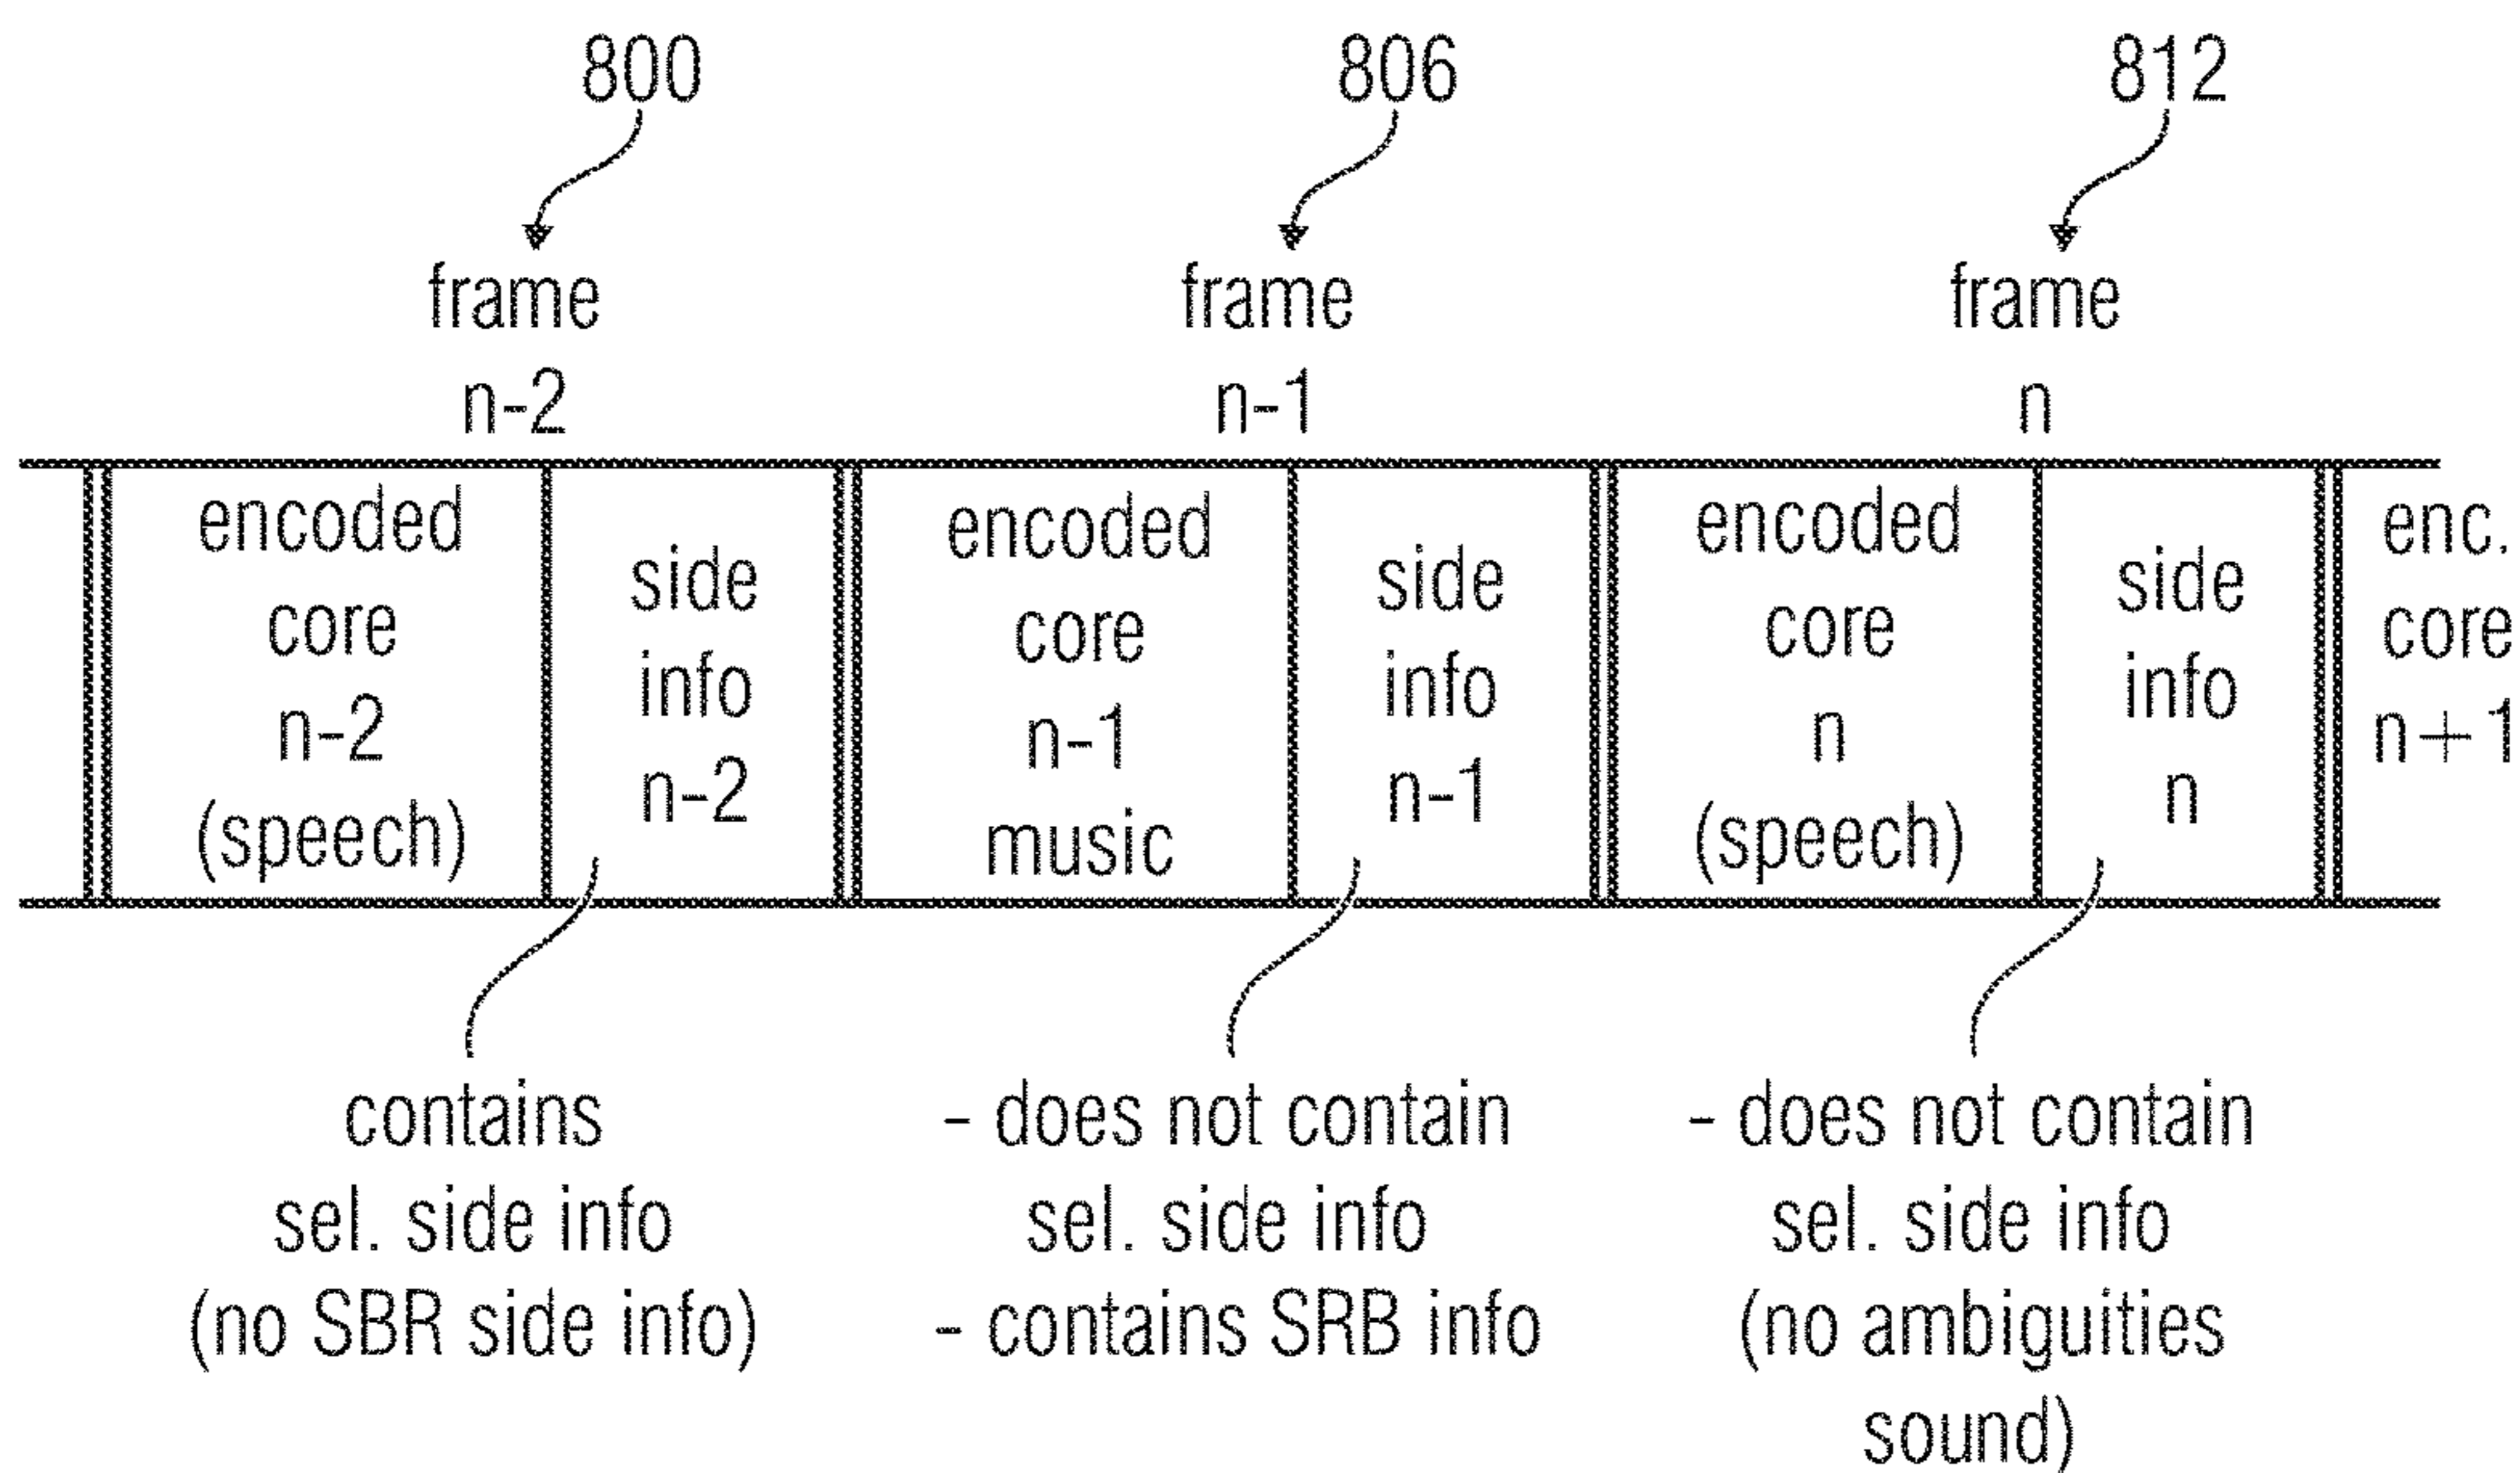 800 806 812
frame frame frame
n-2 n-1 n
encoded
core
n-2
(speech)
side
info
n-2
encoded
core
n-1
music
side
info
n-1
encoded
core
n
(speech)
side
info
n
enc.
core
n+1
contains
sel. side info
(no SBR side info)
- does not contain
sel. side info
- contains SRB info
- does not contain
sel. side info
(no ambiguities
sound)